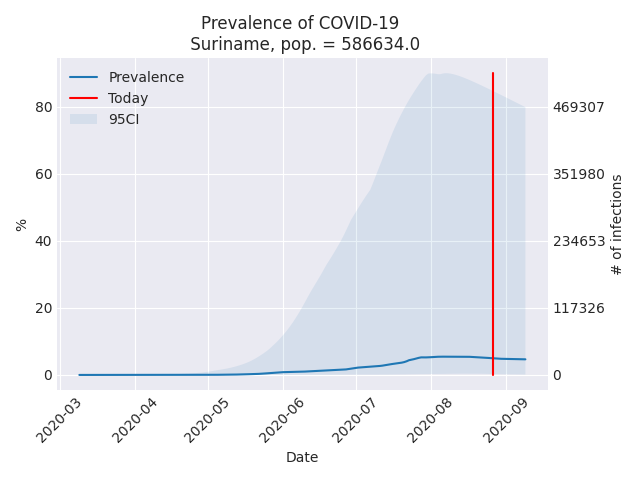 Prevalence of COVID-19
Suriname, pop. = 586634.0
Prevalence
Today
95CI
80
60
40
20
0
%
469307
351980
234653
117326
0
# of infections
2020-03
2020-04
2020-05
2020-06
2020-07
2020-08
2020-09
Date